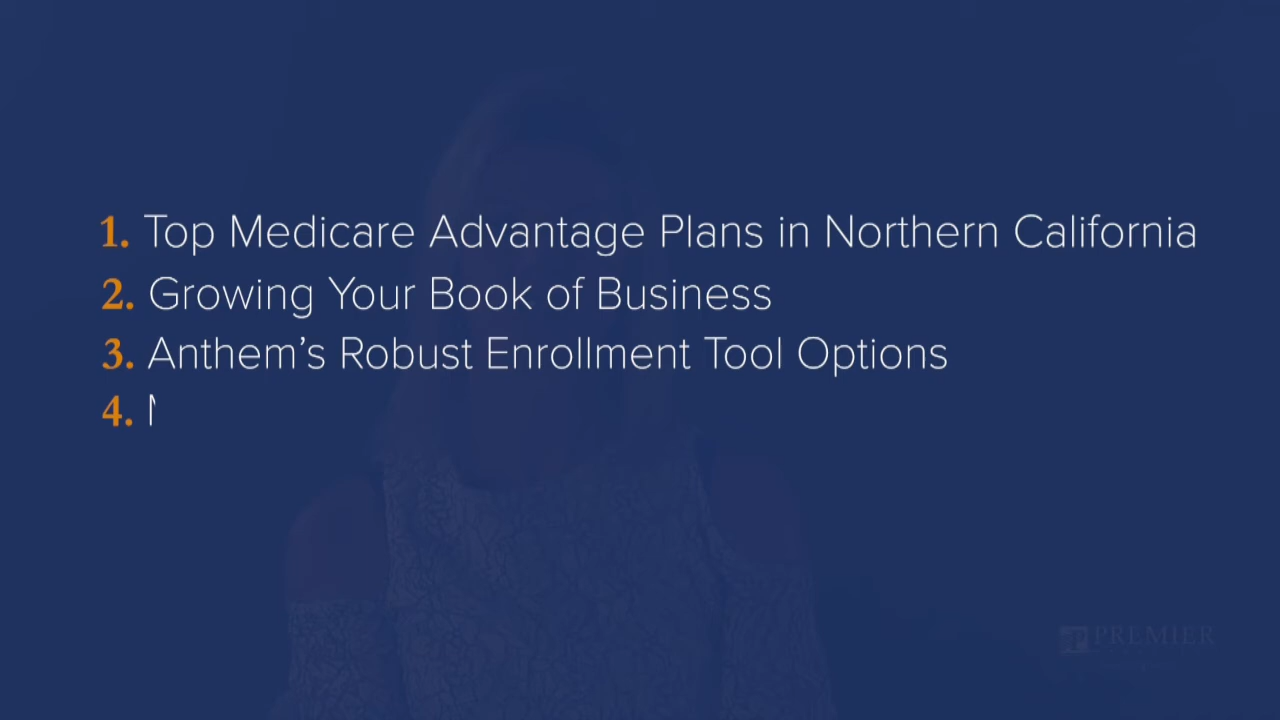 1. Top Medicare Advantage Plans in Northern California
2. Growing Your Book of Business
3. Anthem's Robust Enrollment Tool Options
4.
PREMIER